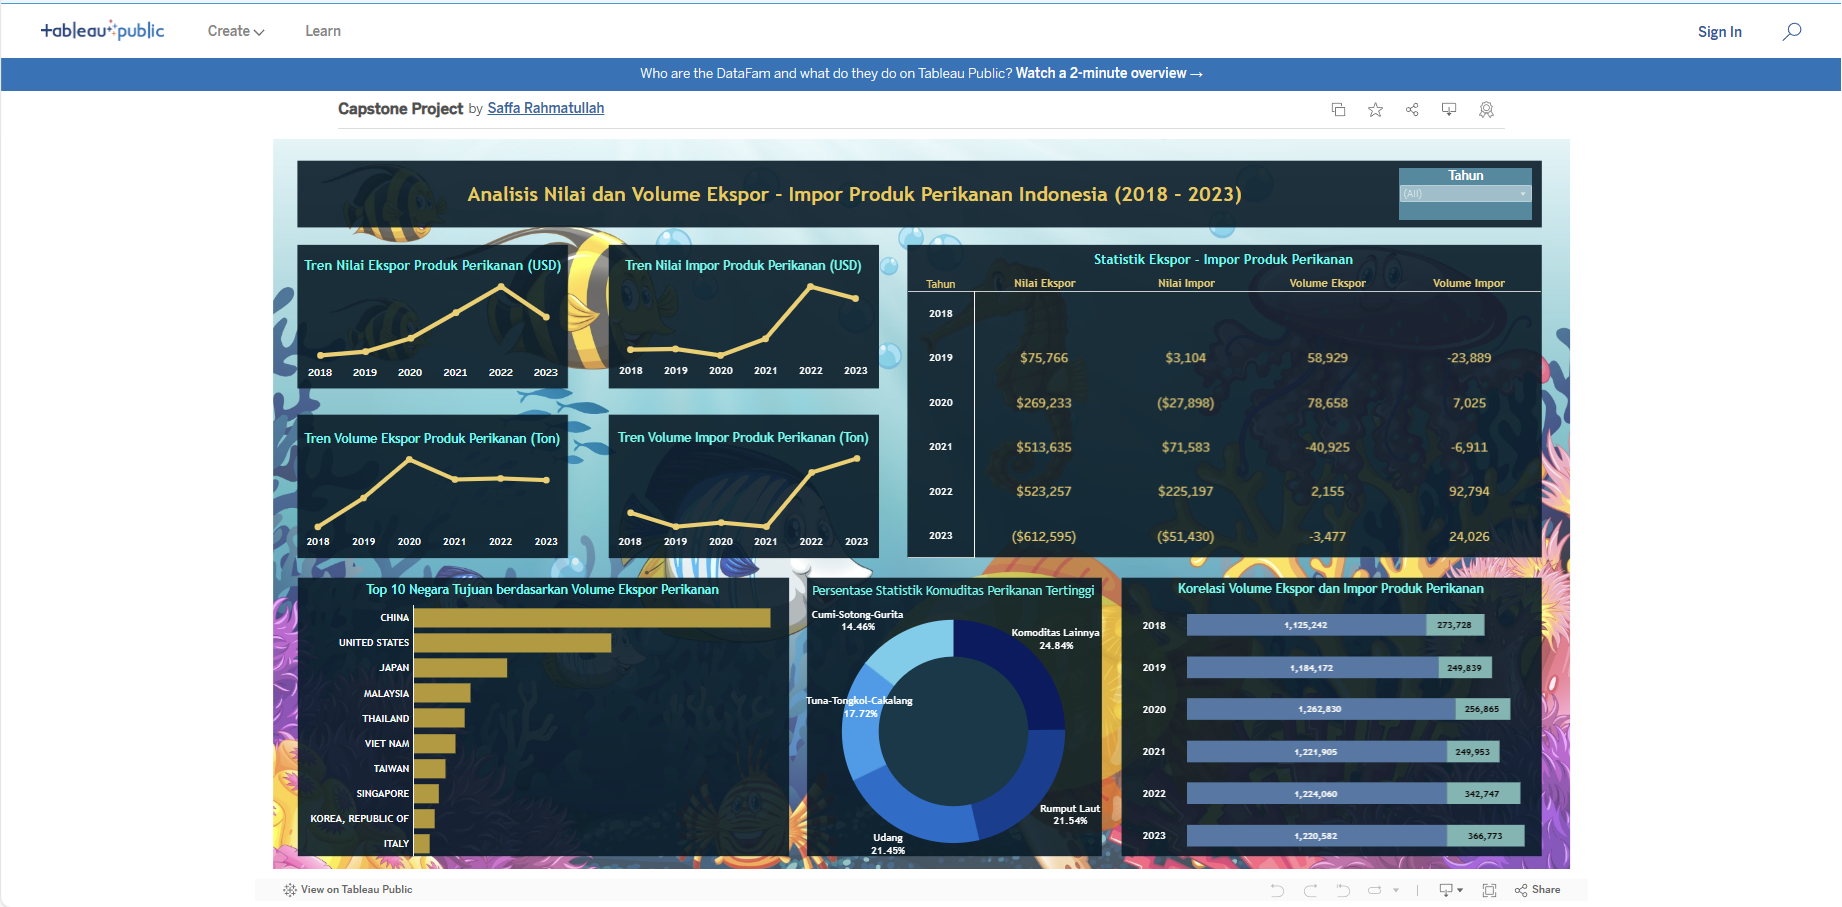 tableau public
Create
Learn
Sign In
Who are the DataFam and what do they do on Tableau Public? Watch a 2-minute overview →
Capstone Project by Saffa Rahmatullah
Analisis Nilai dan Volume Ekspor - Impor Produk Perikanan Indonesia (2018 - 2023)
Tahun
(All)
Tren Nilai Ekspor Produk Perikanan (USD)
2018 2019 2020 2021 2022 2023
Tren Nilai Impor Produk Perikanan (USD)
2018 2019 2020 2021 2022 2023
Tren Volume Ekspor Produk Perikanan (Ton)
2018 2019 2020 2021 2022 2023
Tren Volume Impor Produk Perikanan (Ton)
2018 2019 2020 2021 2022 2023
Statistik Ekspor - Impor Produk Perikanan
Tahun Nilai Ekspor Nilai Impor Volume Ekspor Volume Impor
2018
2019 $75,766 $3,104 58,929 -23,889
2020 $269,233 ($27,898) 78,658 7,025
2021 $513,635 $71,583 -40,925 -6,911
2022 $523,257 $225,197 2,155 92,794
2023 ($612,595) ($51,430) -3,477 24,026
Top 10 Negara Tujuan berdasarkan Volume Ekspor Perikanan
CHINA
UNITED STATES
JAPAN
MALAYSIA
THAILAND
VIET NAM
TAIWAN
SINGAPORE
KOREA, REPUBLIC OF
ITALY
Persentase Statistik Komuditas Perikanan Tertinggi
Cumi-Sotong-Gurita
14.46%
Komoditas Lainnya
24.84%
Tuna-Tongkol-Cakalang
17.72%
Rumput Laut
21.54%
Udang
21.45%
Korelasi Volume Ekspor dan Impor Produk Perikanan
2018 1,125,242 273,728
2019 1,184,172 249,839
2020 1,262,830 256,865
2021 1,221,905 249,953
2022 1,224,060 342,747
2023 1,220,582 366,773
View on Tableau Public
Share